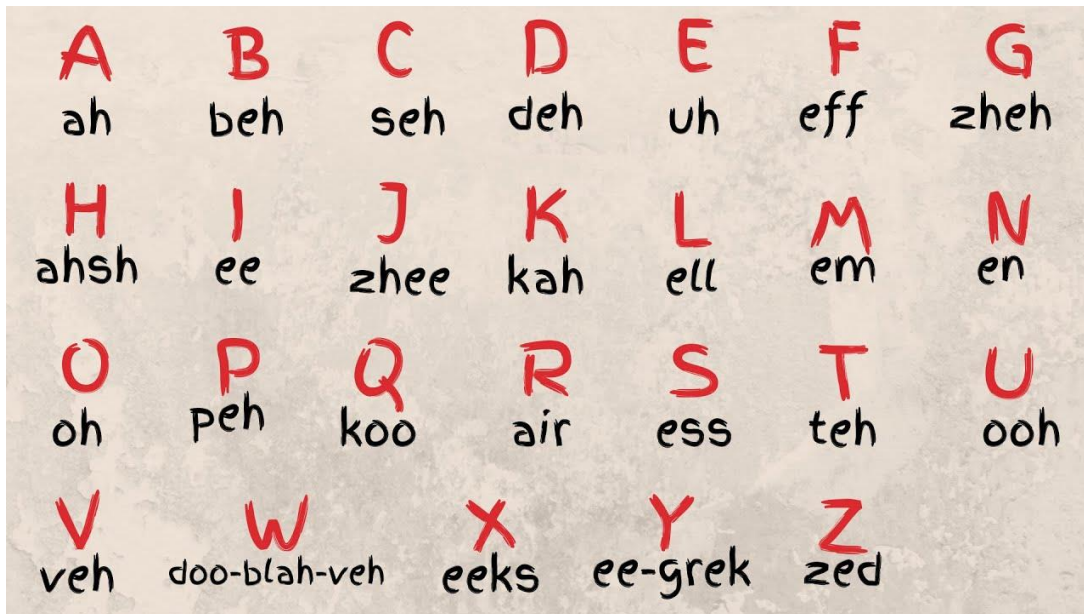 A B C D E F G
ah beh seh deh uh eff zheh
H I J K L M N
ahsh ee zhee kah ell em en
O P Q R S T U
oh peh koo air ess teh ooh
V W X Y Z
veh doo-blah-veh eeks ee-grek zed